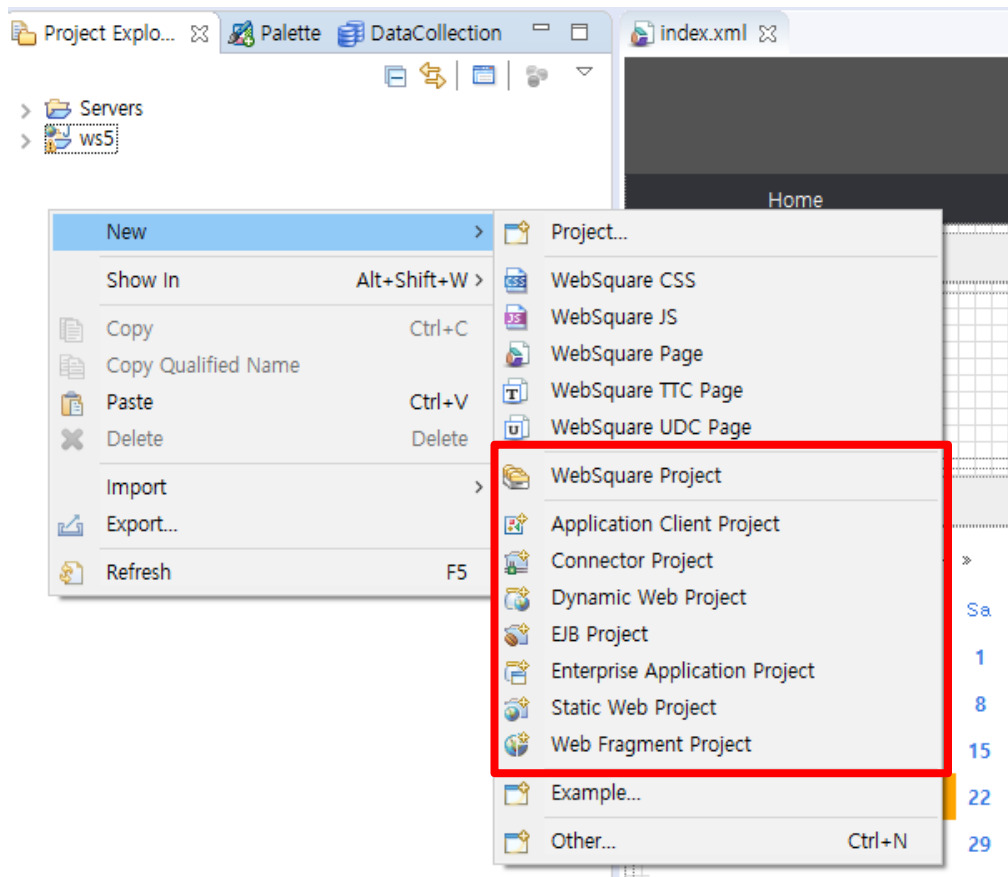 Project Explo... Palette DataCollection
index.xml
Servers
ws5
Home
New
Show In Alt+Shift+W
Copy Ctrl+C
Copy Qualified Name
Paste Ctrl+V
Delete Delete
Import
Export...
Refresh F5
Project...
WebSquare CSS
WebSquare JS
WebSquare Page
WebSquare TTC Page
WebSquare UDC Page
WebSquare Project
Application Client Project
Connector Project
Dynamic Web Project
EJB Project
Enterprise Application Project
Static Web Project
Web Fragment Project
Example...
Other... Ctrl+N
»
Sa
1
8
15
22
29